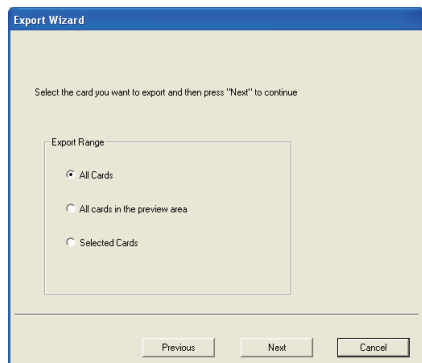 Export Wizard
Select the card you want to export and then press "Next" to continue
Export Range
All Cards
All cards in the preview area
Selected Cards
Previous Next Cancel